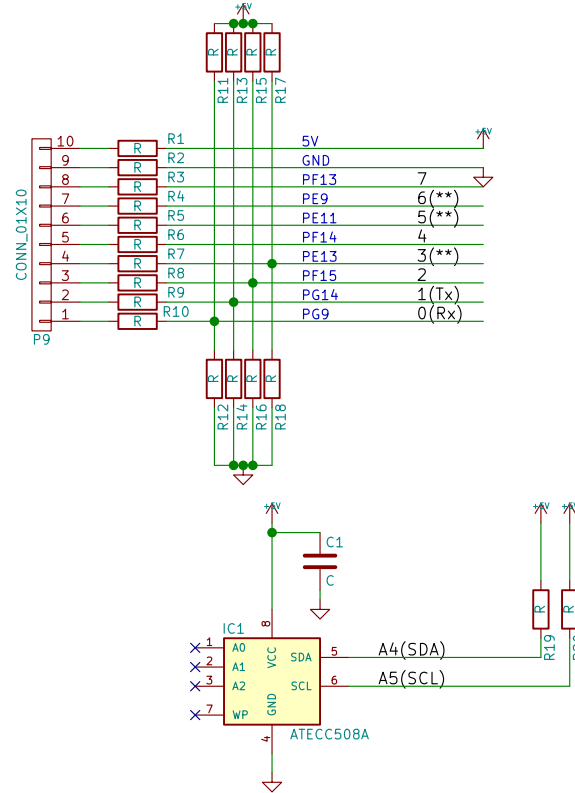 +5V
R R R R
R11 R13 R15 R17
+5V
10 R R1 5V
9 R R2 GND
8 R R3 PF13 7
7 R R4 PE9 6(**)
6 R R5 PE11 5(**)
5 R R6 PF14 4
4 R R7 PE13 3(**)
3 R R8 PF15 2
2 R R9 PG14 1(Tx)
1 R R10 PG9 0(Rx)
CONN_01X10
P9
R R R R
R12 R14 R16 R18
+5V +5V +5V
C1
C
R R
R19
IC1
8
VCC
1 A0
2 A1
3 A2
7 WP
SDA 5 A4(SDA)
SCL 6 A5(SCL)
GND
4
ATECC508A